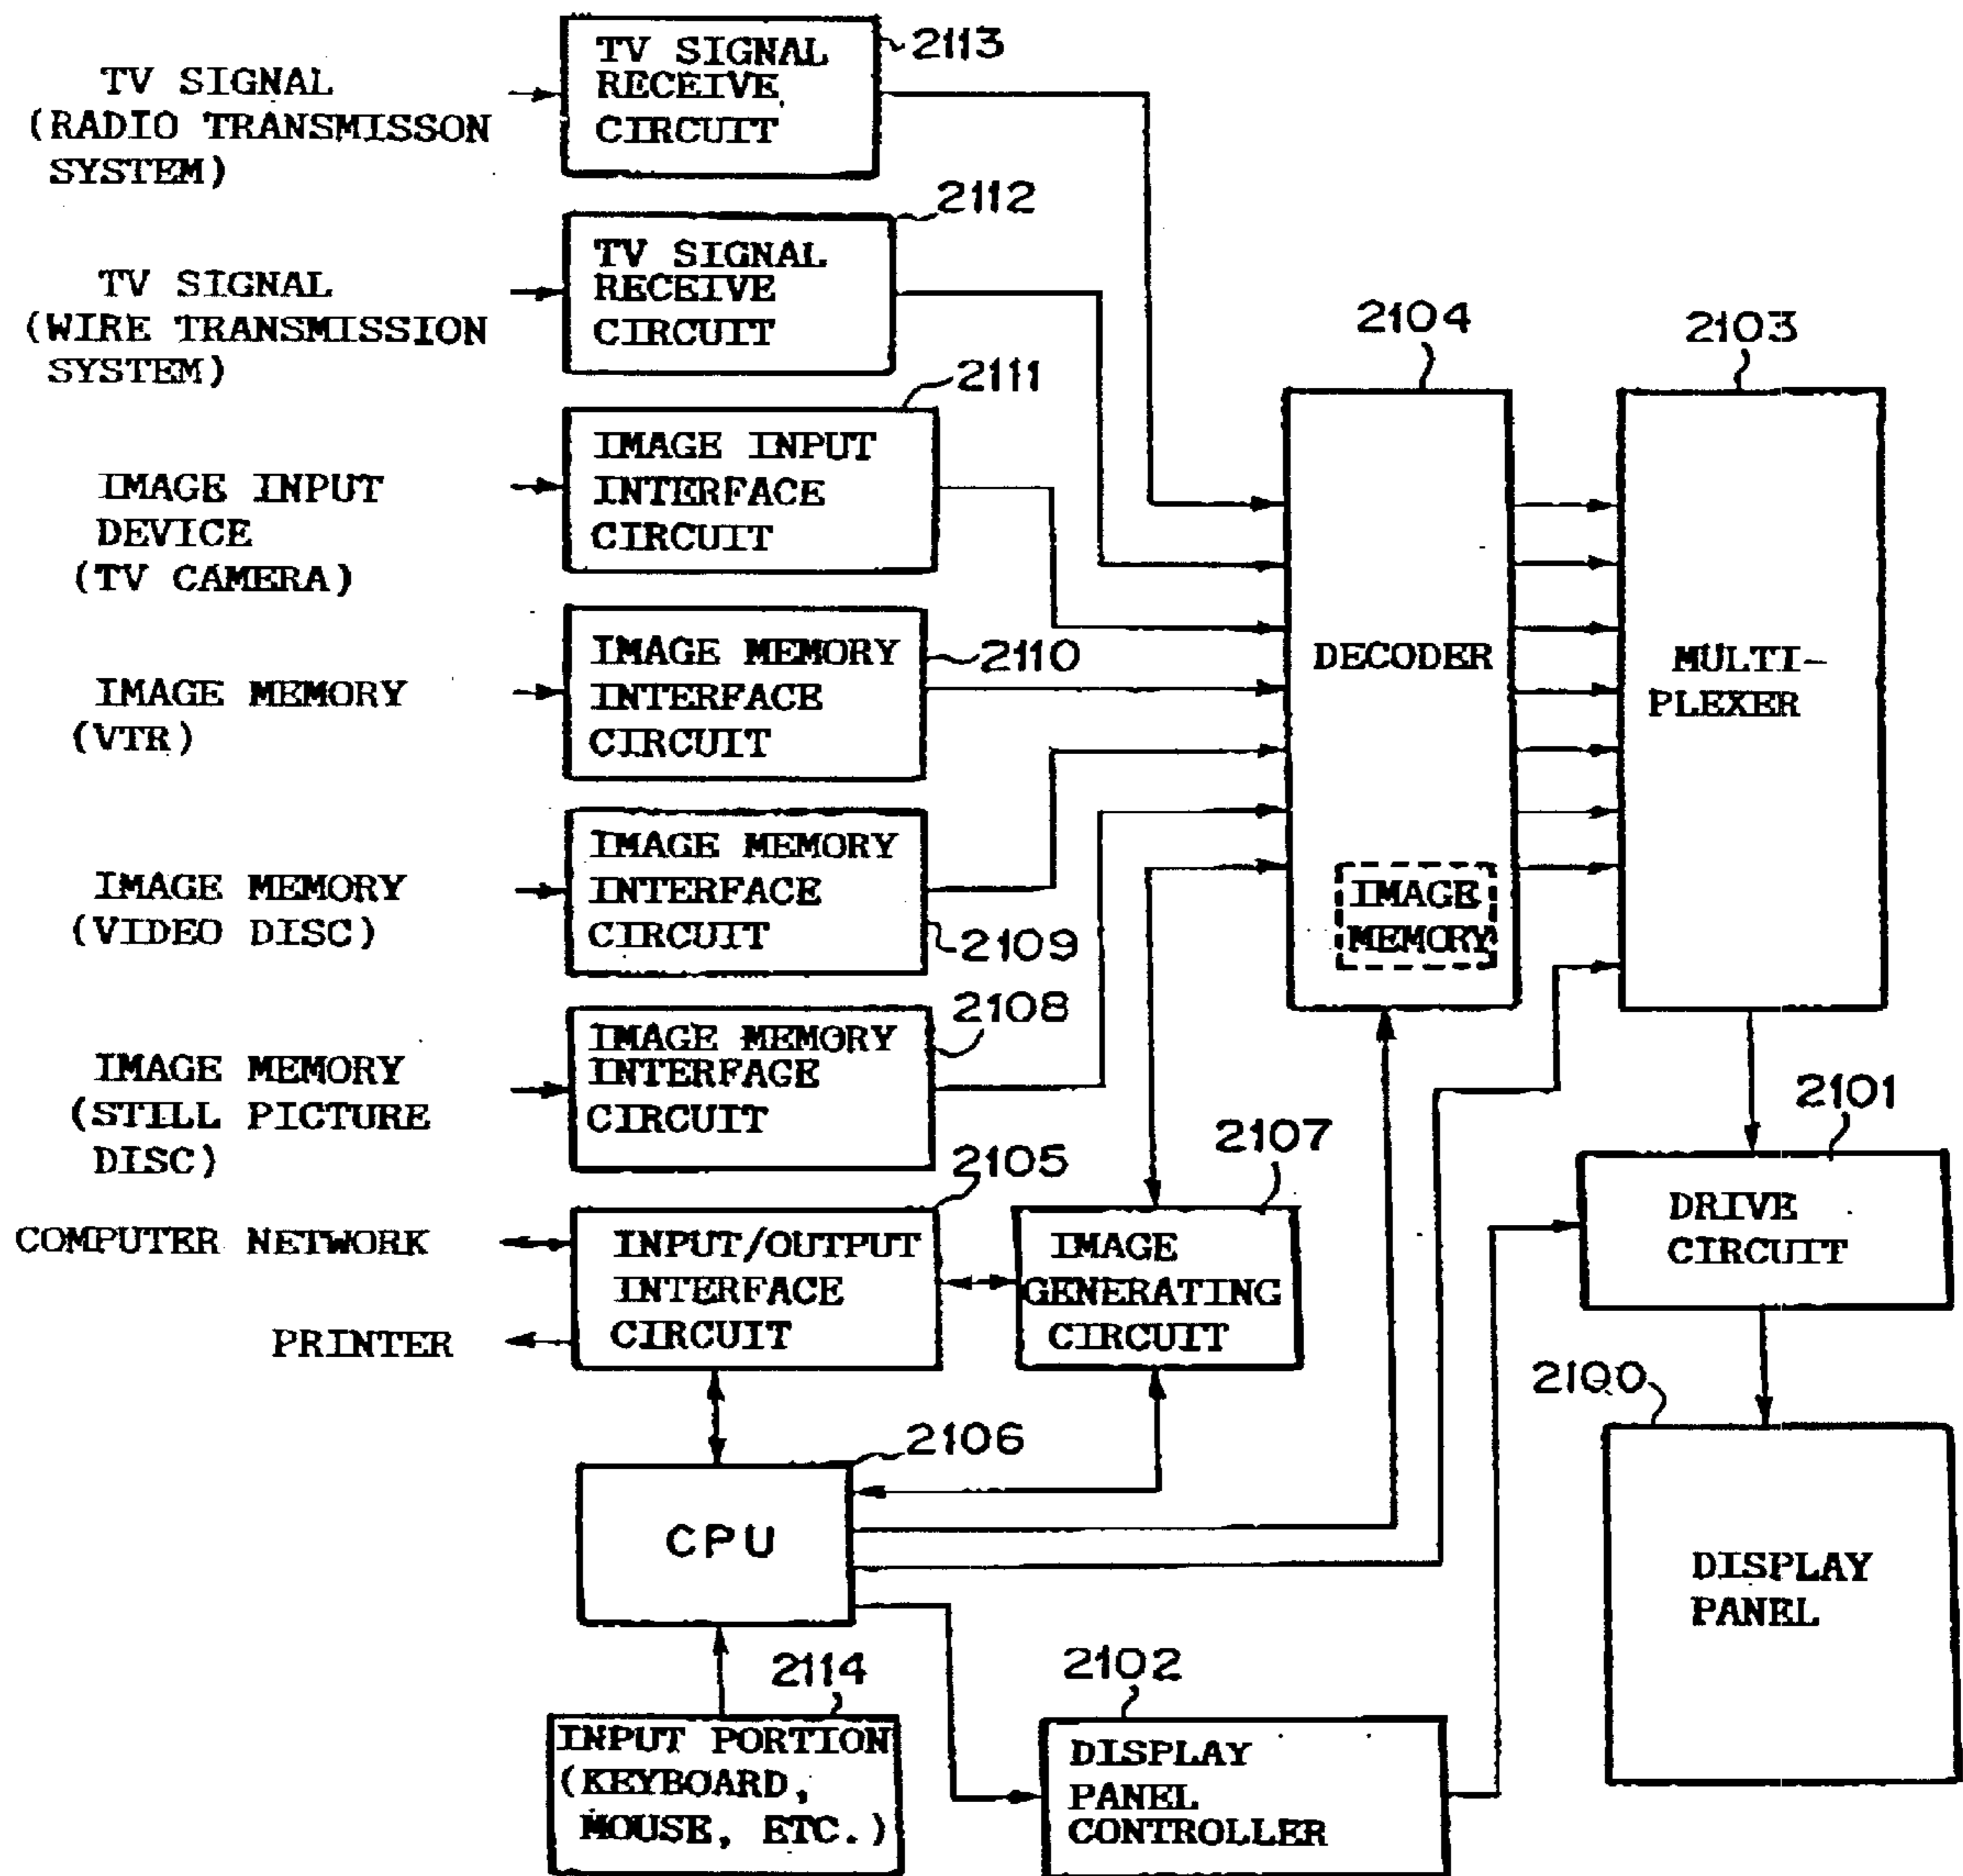 TV SIGNAL
(RADIO TRANSMISSON
SYSTEM)
TV SIGNAL
RECEIVE
CIRCUIT
2113
TV SIGNAL
(WIRE TRANSMISSION
SYSTEM)
TV SIGNAL
RECEIVE
CIRCUIT
2112
IMAGE INPUT
DEVICE
(TV CAMERA)
IMAGE INPUT
INTERFACE
CIRCUIT
2111
IMAGE MEMORY
(VTR)
IMAGE MEMORY
INTERFACE
CIRCUIT
2110
IMAGE MEMORY
(VIDEO DISC)
IMAGE MEMORY
INTERFACE
CIRCUIT
2109
IMAGE MEMORY
(STILL PICTURE
DISC)
IMAGE MEMORY
INTERFAGE
CIRCUIT
2108
COMPUTER NETWORK
PRINTER
INPUT/OUTPUT
INTERFACE
CIRCUIT
2105
IMAGE
GENERATING
CIRCUIT
2107
CPU
2106
INPUT PORTION
(KEYBOARD,
MOUSE, ETC.)
2114
DISPLAY
PANEL
CONTROLLER
2102
2104
DECODER
IMAGE
MEMORY
2103
MULTI-
PLEXER
2101
DRIVE
CIRCUIT
2100
DISPLAY
PANEL